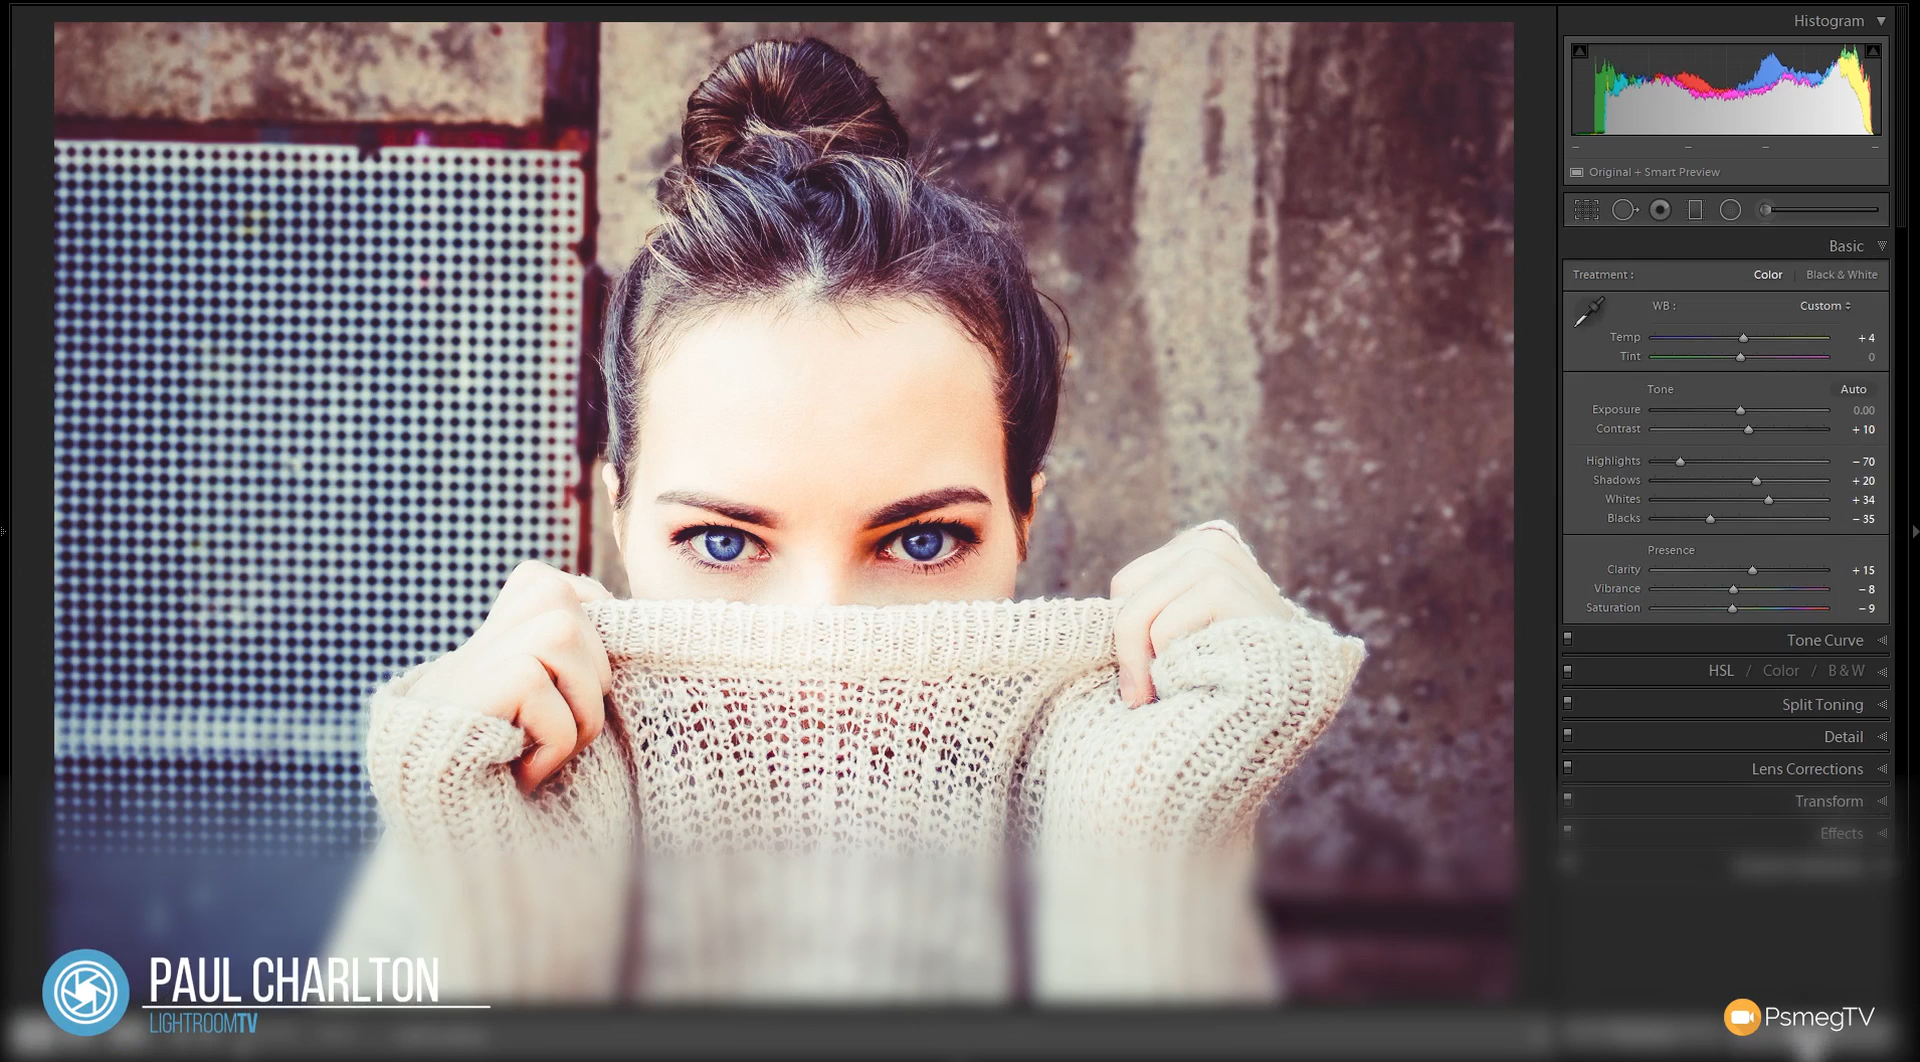 Histogram
Original + Smart Preview
Basic
Treatment : Color Black & White
WB : Custom
Temp + 4
Tint 0
Tone Auto
Exposure 0.00
Contrast + 10
Highlights − 70
Shadows + 20
Whites + 34
Blacks − 35
Presence
Clarity + 15
Vibrance − 8
Saturation − 9
Tone Curve
HSL / Color / B & W
Split Toning
Detail
Lens Corrections
Transform
Effects
PAUL CHARLTON
LIGHTROOMTV
PsmegTV